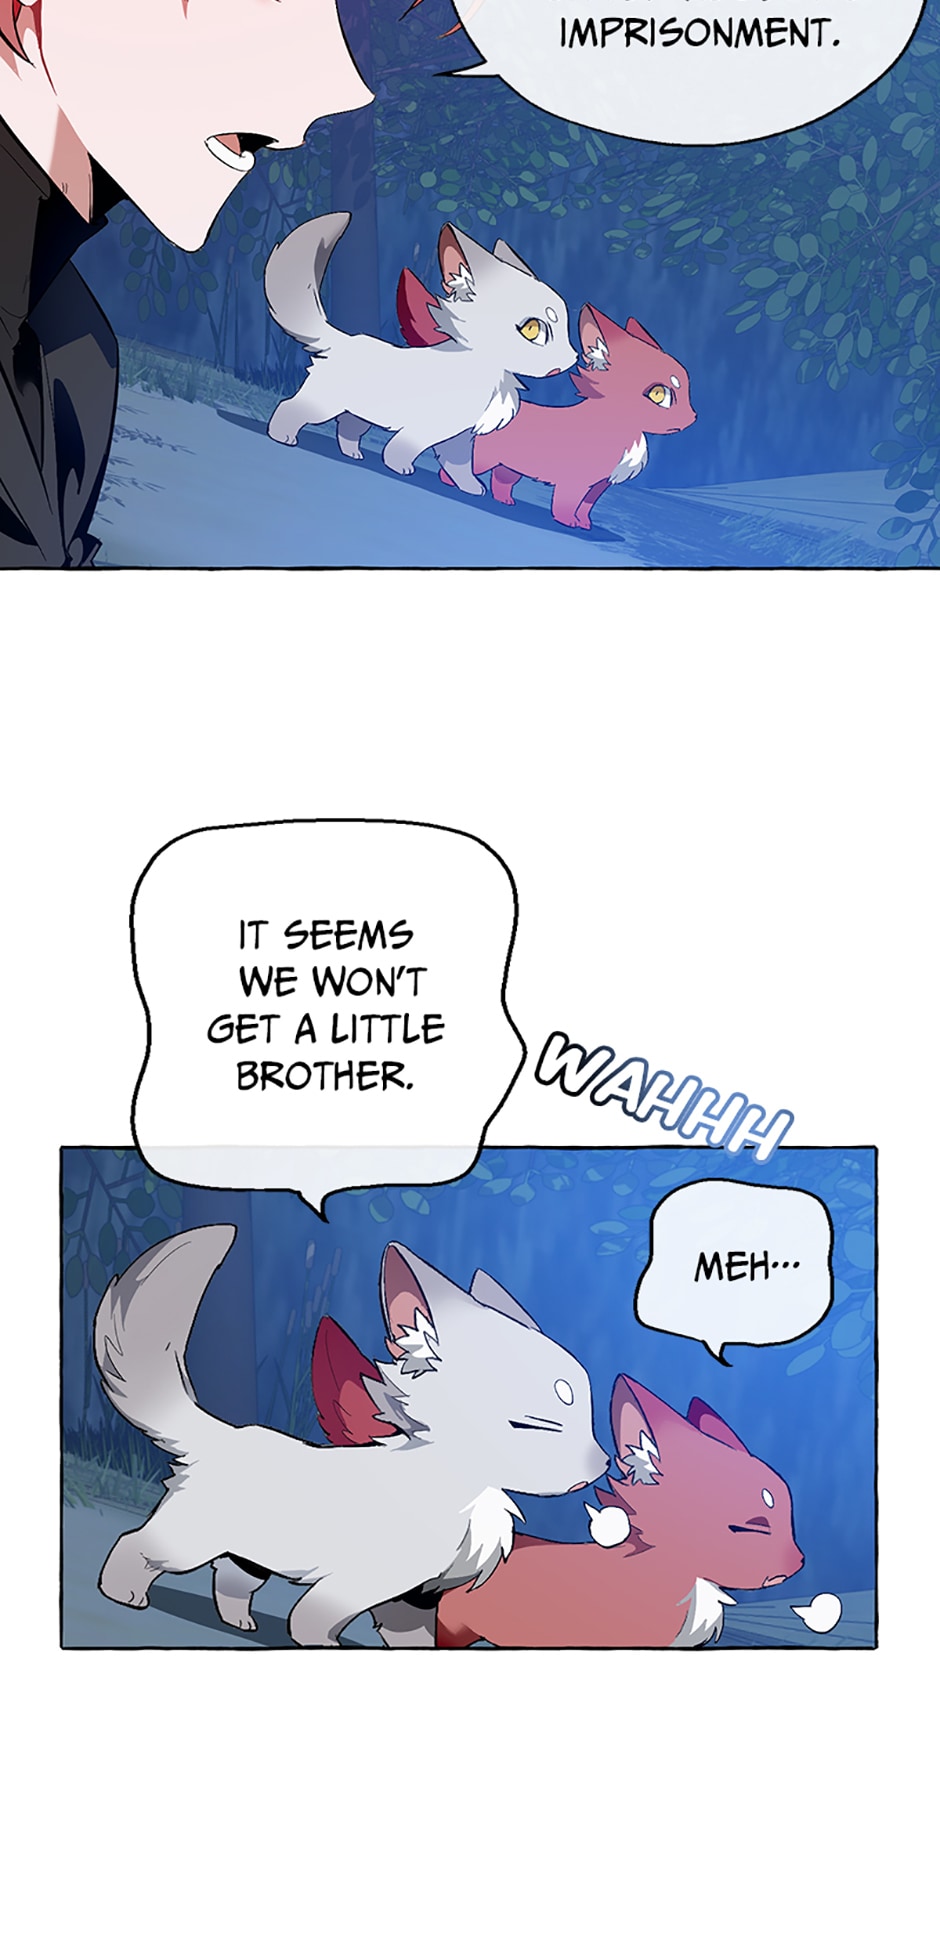 IMPRISONMENT.
IT SEEMS
WE WON'T
GET A LITTLE
BROTHER.
WAHHH
MEH...